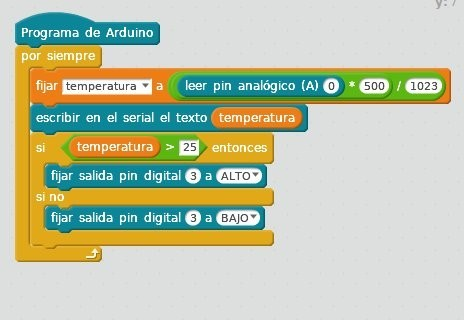 y: 7
Programa de Arduino
por siempre
fijar temperatura a leer pin analógico (A) 0 * 500 / 1023
escribir en el serial el texto temperatura
si temperatura > 25 entonces
fijar salida pin digital 3 a ALTO
si no
fijar salida pin digital 3 a BAJO